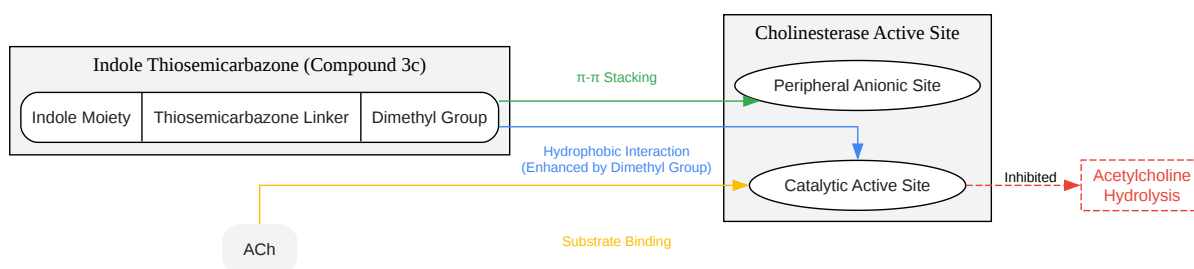 Indole Thiosemicarbazone (Compound 3c)
Indole Moiety
Thiosemicarbazone Linker
Dimethyl Group
π-π Stacking
Hydrophobic Interaction
(Enhanced by Dimethyl Group)
Cholinesterase Active Site
Peripheral Anionic Site
Catalytic Active Site
Inhibited
Acetylcholine
Hydrolysis
ACh
Substrate Binding